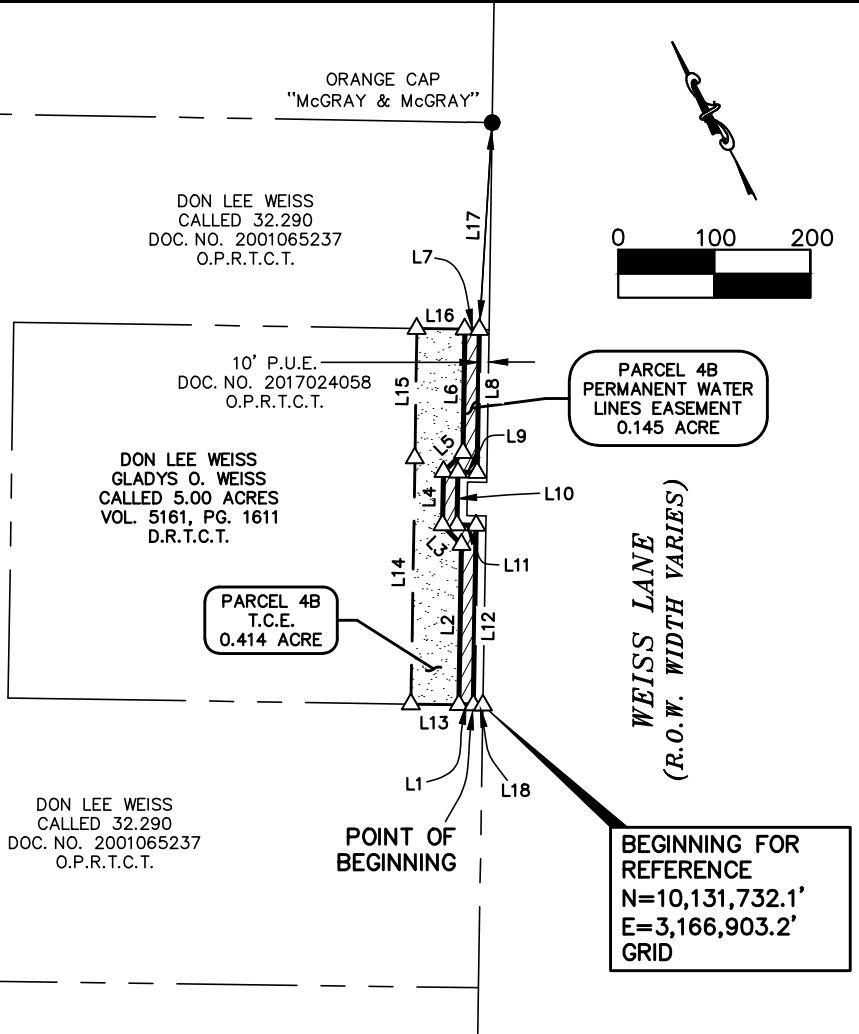 ORANGE CAP
"McGRAY & McGRAY"
DON LEE WEISS
CALLED 32.290
DOC. NO. 2001065237
O.P.R.T.C.T.
L17
0 100 200
L7
L16
10' P.U.E.
DOC. NO. 2017024058
O.P.R.T.C.T.
L15
L6
L8
PARCEL 4B
PERMANENT WATER
LINES EASEMENT
0.145 ACRE
L5
L9
DON LEE WEISS
GLADYS O. WEISS
CALLED 5.00 ACRES
VOL. 5161, PG. 1611
D.R.T.C.T.
L4
L10
L3
L11
L14
PARCEL 4B
T.C.E.
0.414 ACRE
L2
L12
WEISS LANE
(R.O.W. WIDTH VARIES)
L13
L1
L18
POINT OF
BEGINNING
DON LEE WEISS
CALLED 32.290
DOC. NO. 2001065237
O.P.R.T.C.T.
BEGINNING FOR
REFERENCE
N=10,131,732.1'
E=3,166,903.2'
GRID